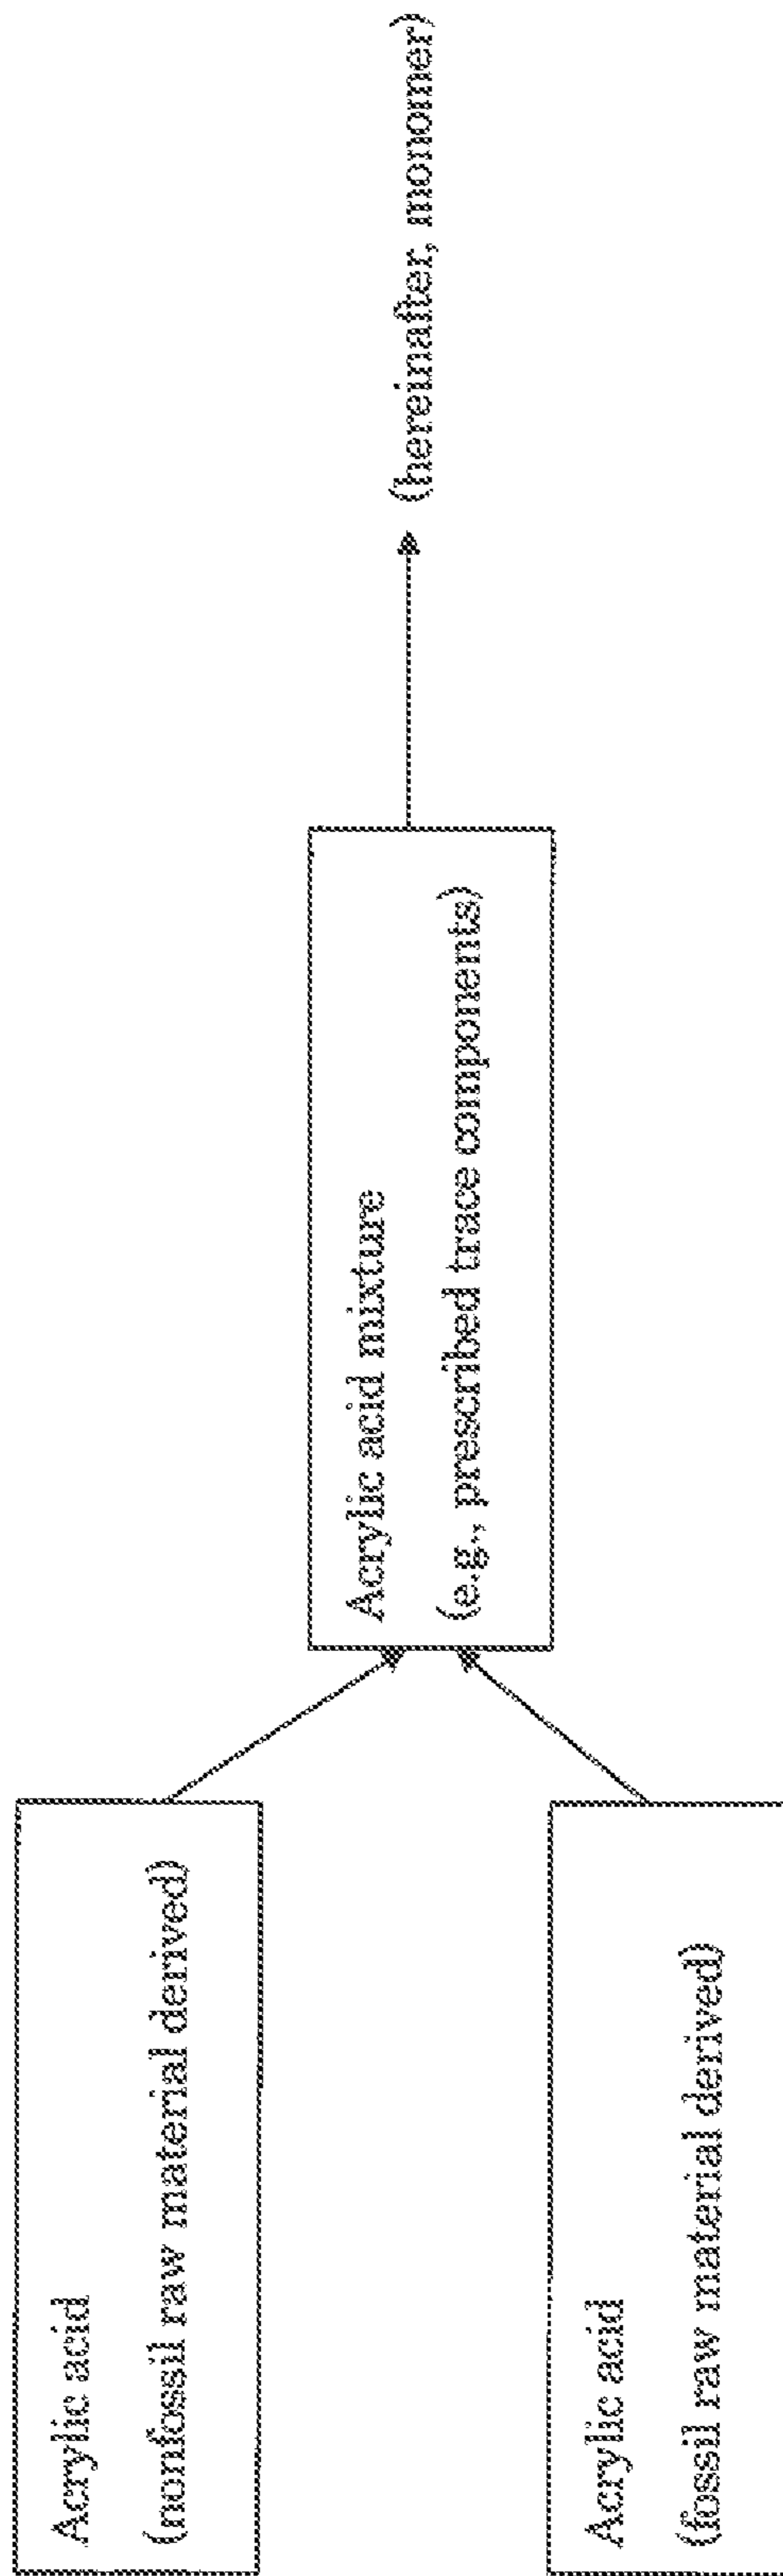 Acrylic acid
(nonfossil raw material derived)
Acrylic acid
(fossil raw material derived)
Acrylic acid mixture
(e.g., prescribed trace components)
(hereinafter, monomer)